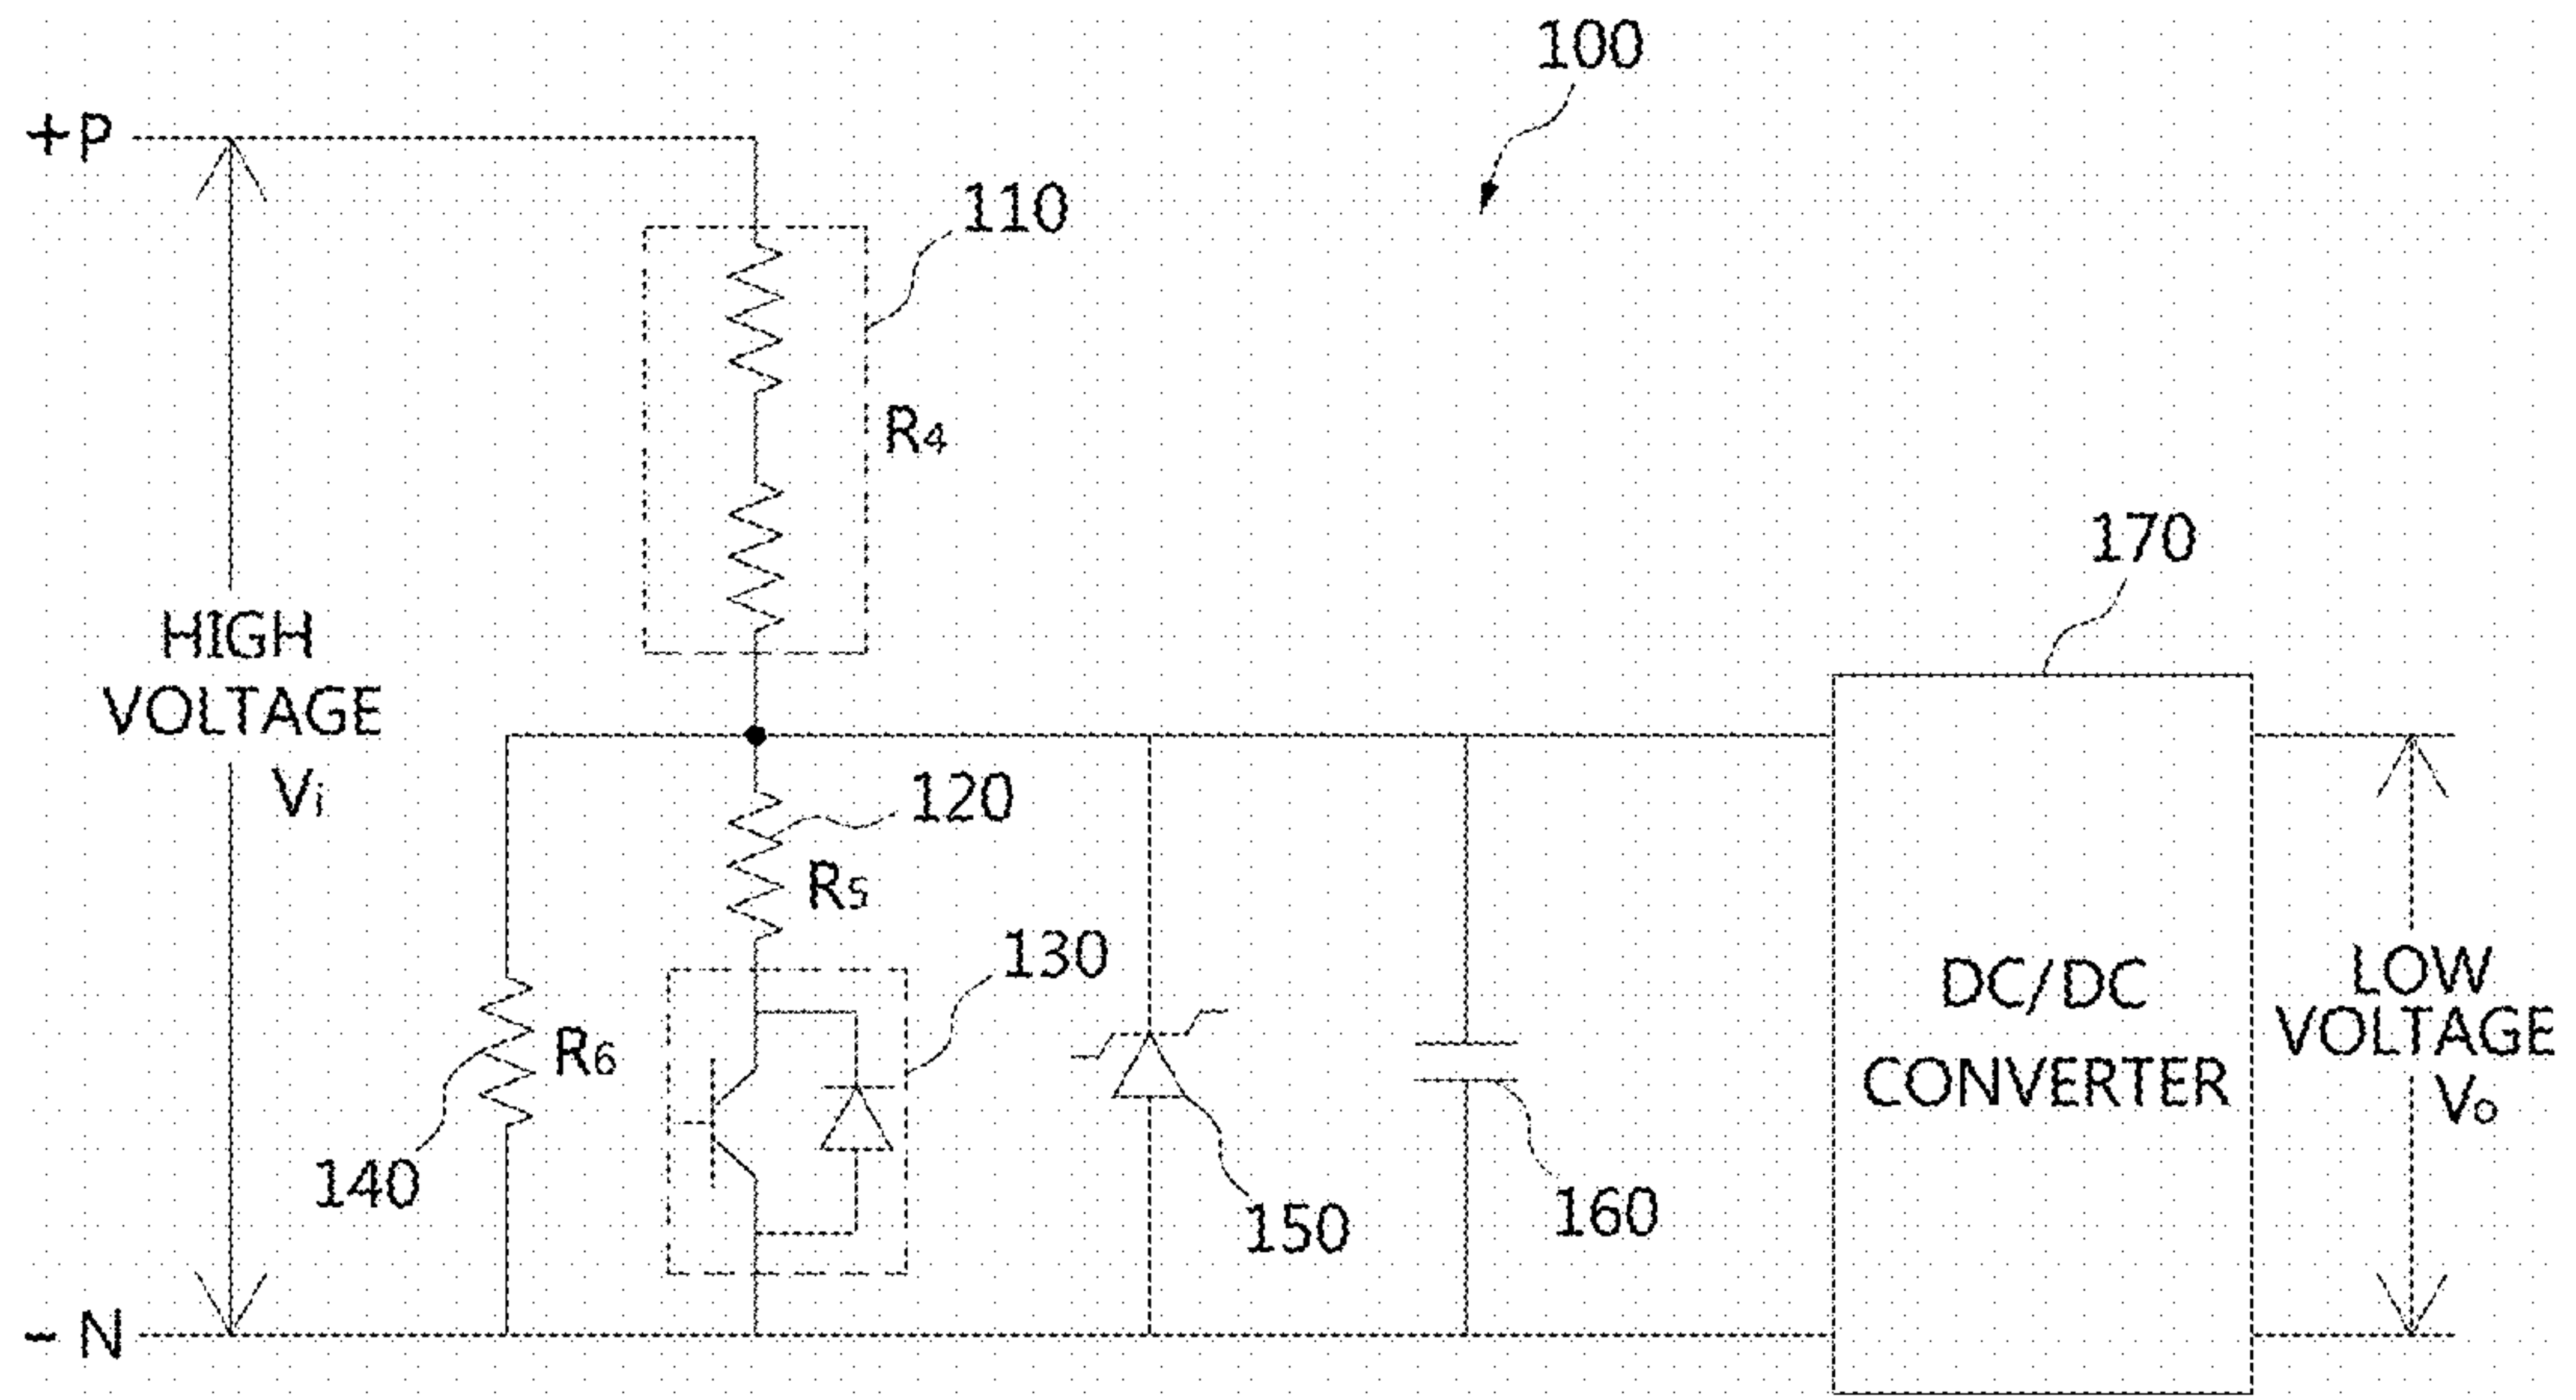 100
+P
110
R4
170
HIGH
VOLTAGE
Vi
120
R5
130
DC/DC
CONVERTER
LOW
VOLTAGE
Vo
R6
140
150
160
- N